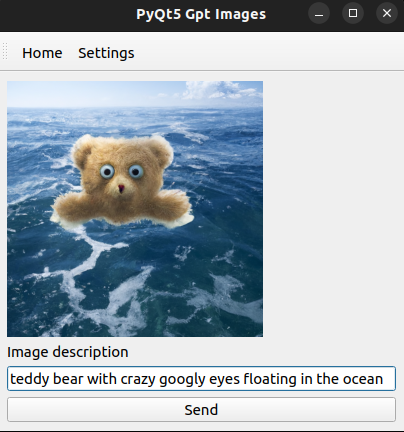 PyQt5 Gpt Images
Home Settings
Image description
teddy bear with crazy googly eyes floating in the ocean
Send